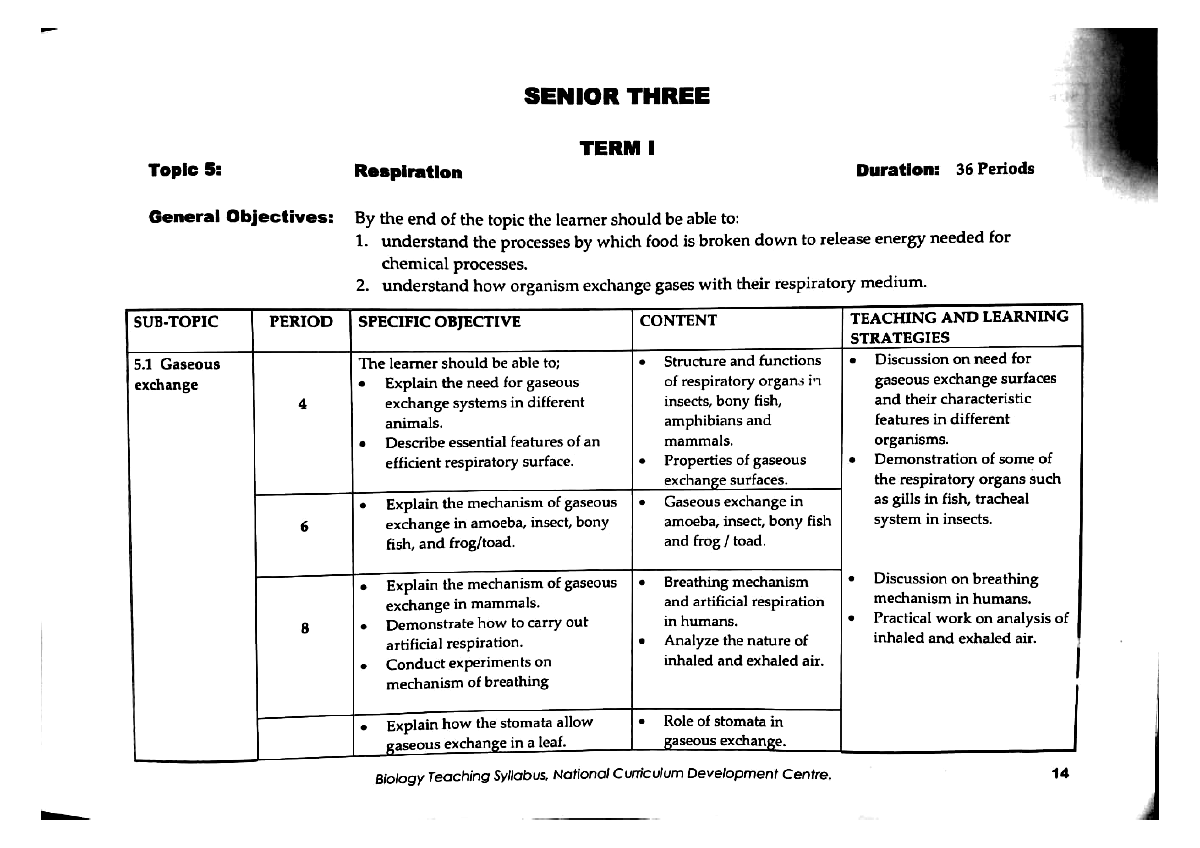 SENIOR THREE
TERM I
Topic 5: Respiration Duration: 36 Periods
General Objectives: By the end of the topic the learner should be able to:
1. understand the processes by which food is broken down to release energy needed for
chemical processes.
2. understand how organism exchange gases with their respiratory medium.
SUB-TOPIC PERIOD SPECIFIC OBJECTIVE CONTENT TEACHING AND LEARNING
STRATEGIES
5.1 Gaseous
exchange
4
The learner should be able to;
• Explain the need for gaseous
exchange systems in different
animals.
• Describe essential features of an
efficient respiratory surface.
• Structure and functions
of respiratory organs in
insects, bony fish,
amphibians and
mammals.
• Properties of gaseous
exchange surfaces.
• Discussion on need for
gaseous exchange surfaces
and their characteristic
features in different
organisms.
• Demonstration of some of
the respiratory organs such
as gills in fish, tracheal
system in insects.
6
• Explain the mechanism of gaseous
exchange in amoeba, insect, bony
fish, and frog/toad.
• Gaseous exchange in
amoeba, insect, bony fish
and frog / toad.
8
• Explain the mechanism of gaseous
exchange in mammals.
• Demonstrate how to carry out
artificial respiration.
• Conduct experiments on
mechanism of breathing
• Breathing mechanism
and artificial respiration
in humans.
• Analyze the nature of
inhaled and exhaled air.
• Discussion on breathing
mechanism in humans.
• Practical work on analysis of
inhaled and exhaled air.
• Explain how the stomata allow
gaseous exchange in a leaf.
• Role of stomata in
gaseous exchange.
Biology Teaching Syllabus, National Curriculum Development Centre. 14